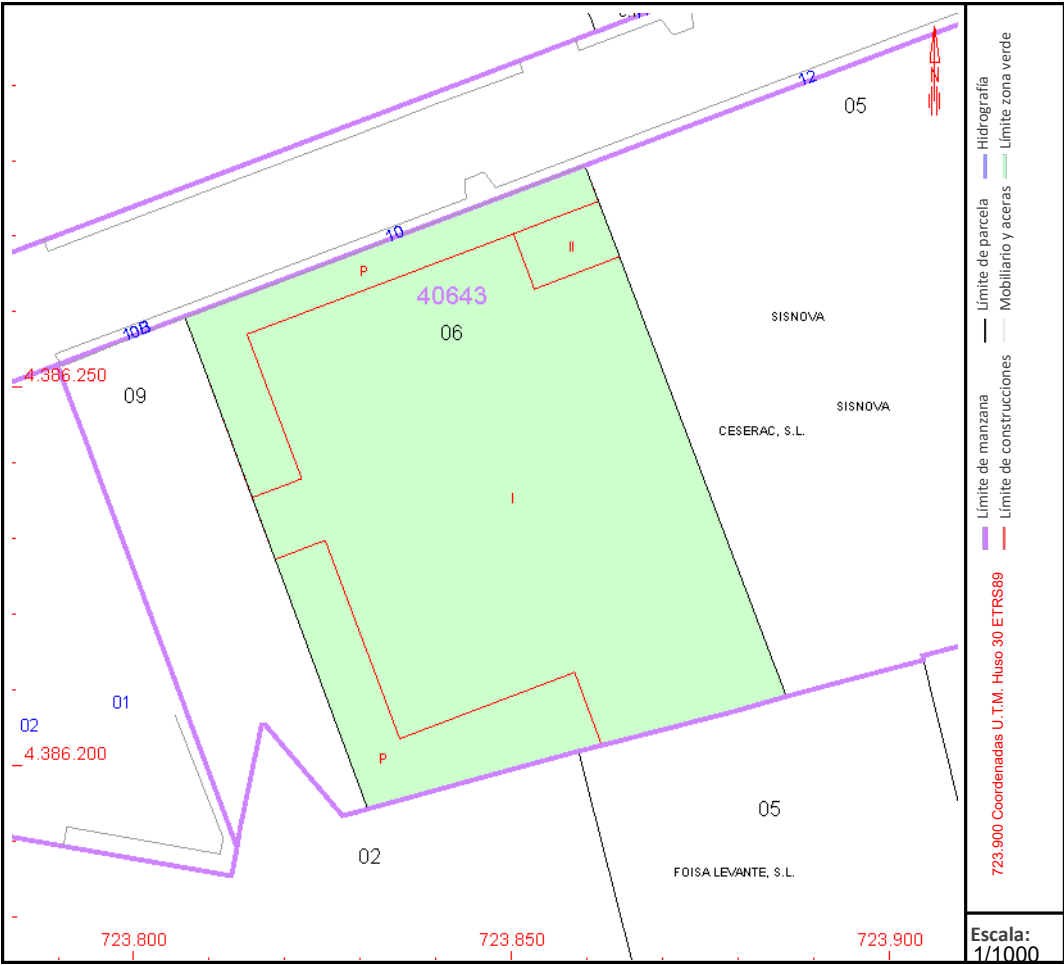 12
05
N
10
P
II
40643
06
10B
SISNOVA
4.386.250
09
SISNOVA
CESERAC, S.L.
I
01
02
4.386.200
P
05
02
FOISA LEVANTE, S.L.
723.800
723.850
723.900
Hidrografía
Límite zona verde
Límite de parcela
Mobiliario y aceras
Límite de manzana
Límite de construcciones
723.900 Coordenadas U.T.M. Huso 30 ETRS89
Escala:
1/1000